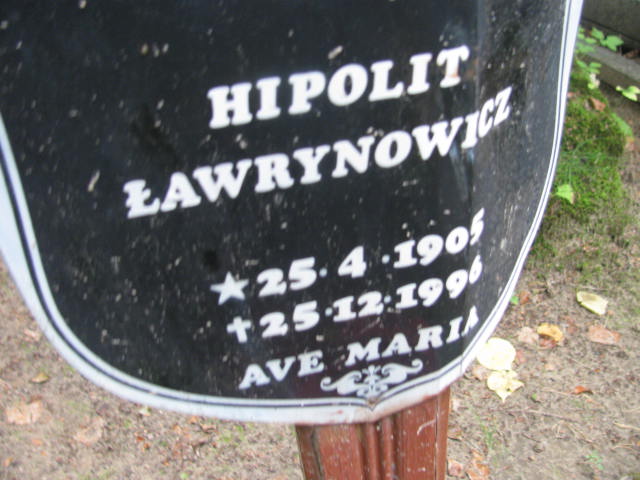 HIPOLIT
ŁAWRYNOWICZ
★ 25·4·1905
✝ 25·12·1996
AVE MARIA